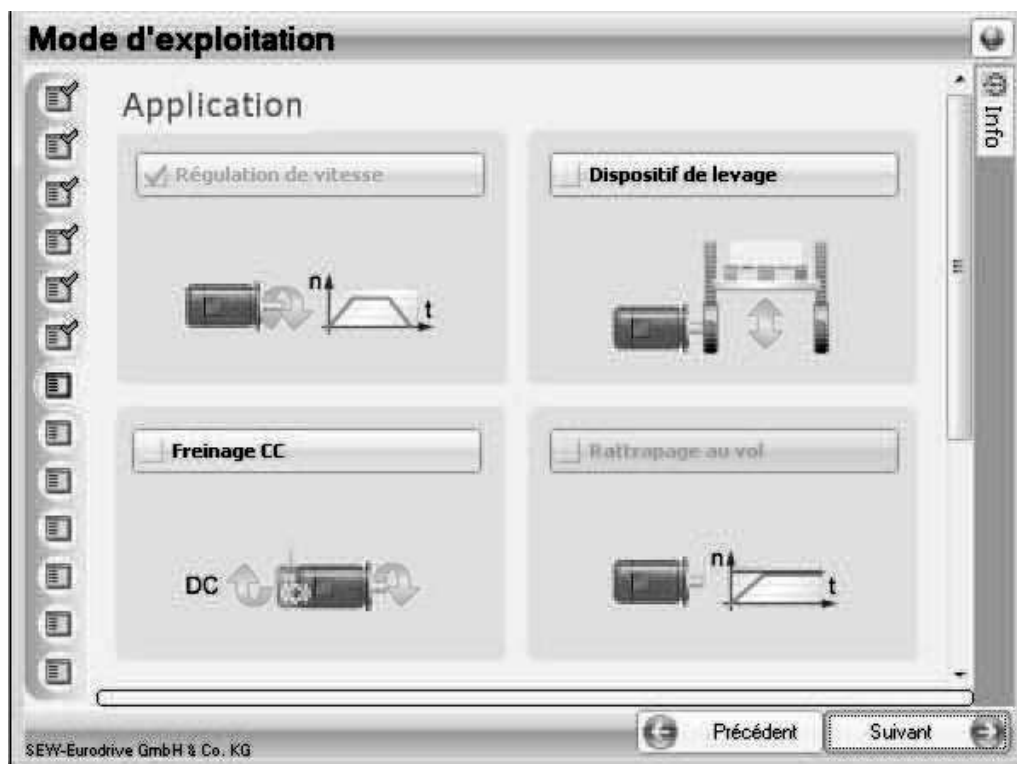 Mode d'exploitation
Info
Application
Régulation de vitesse
Dispositif de levage
n
t
Freinage CC
Rattrapage au vol
DC
n
t
Précédent
Suivant
SEW-Eurodrive GmbH & Co. KG